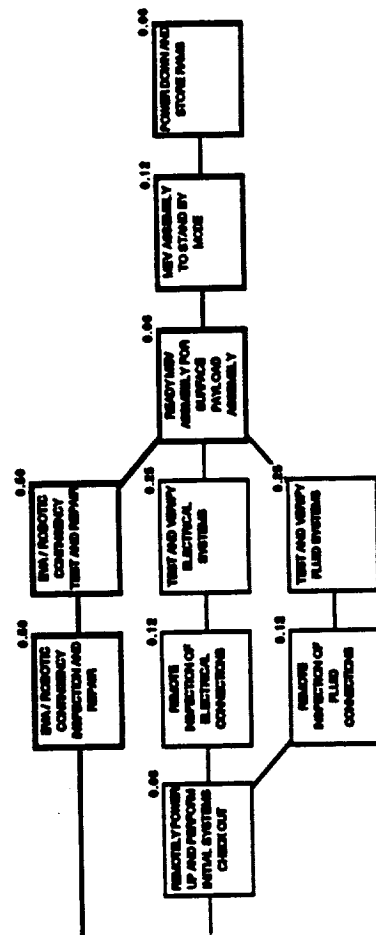 0.06
POWER DOWN AND
STORE RMS
0.12
MEV ASSEMBLY
TO STAND BY
MODE
0.06
READY MEV
ASSEMBLY FOR
SURFACE
PAYLOAD
ASSEMBLY
0.50
EVA / ROBOTIC
CONTINGENCY
TEST AND REPAIR
0.25
TEST AND VERIFY
ELECTRICAL
SYSTEMS
0.25
TEST AND VERIFY
FLUID SYSTEMS
0.50
EVA / ROBOTIC
CONTINGENCY
INSPECTION AND
REPAIR
0.12
REMOTE
INSPECTION OF
ELECTRICAL
CONNECTIONS
0.12
REMOTE
INSPECTION OF
FLUID
CONNECTIONS
0.06
REMOTELY POWER
UP AND PERFORM
INITIAL SYSTEMS
CHECK OUT